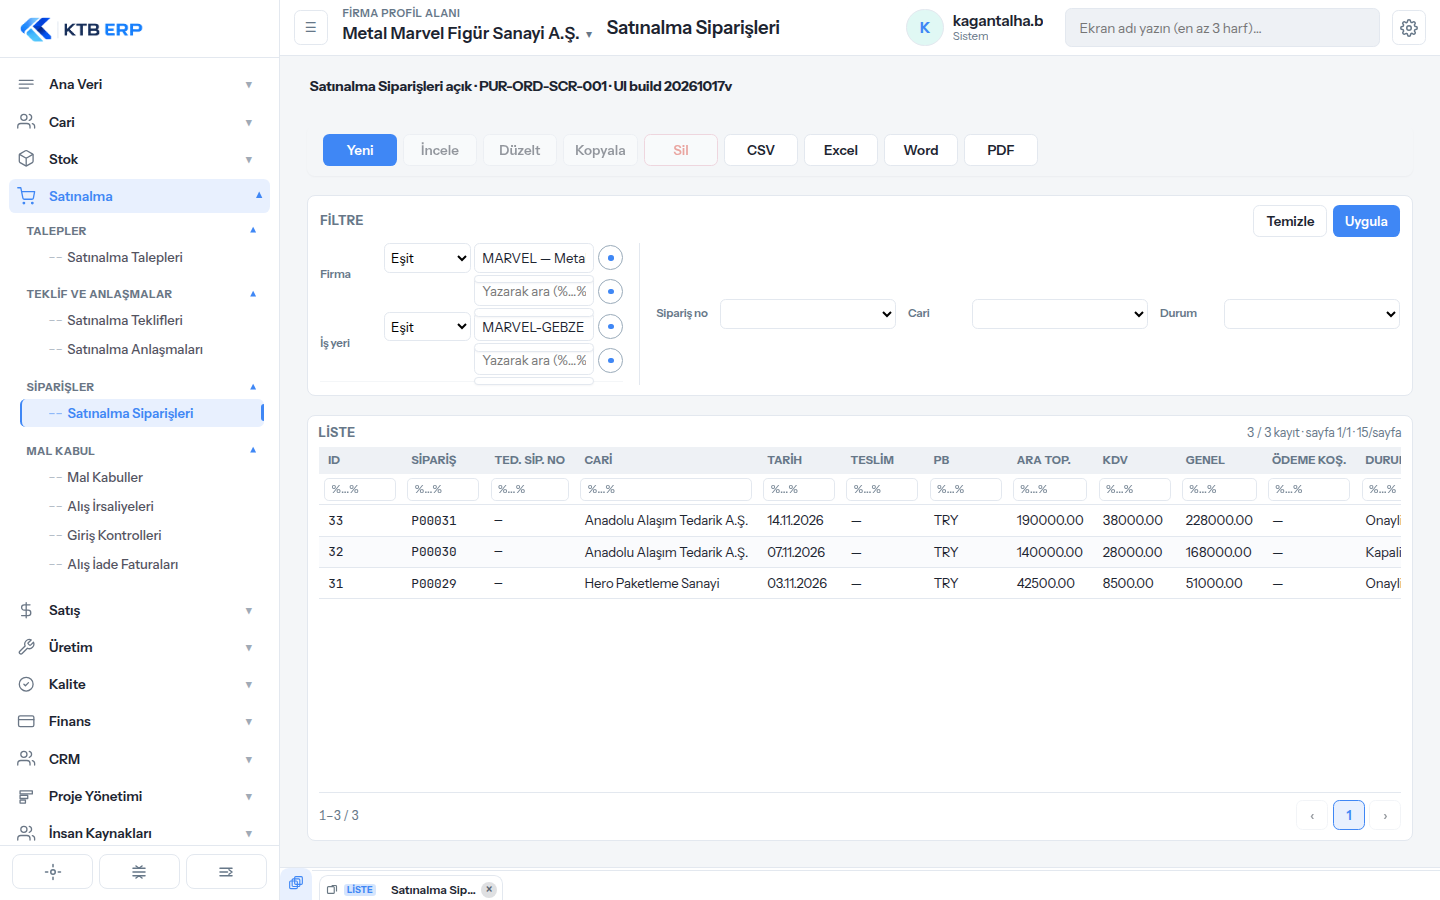 KTB ERP
FİRMA PROFİL ALANI
Metal Marvel Figür Sanayi A.Ş. ▾
Satınalma Siparişleri
K
kagantalha.b
Sistem
Ekran adı yazın (en az 3 harf)...
Ana Veri
Cari
Stok
Satınalma
TALEPLER
Satınalma Talepleri
TEKLİF VE ANLAŞMALAR
Satınalma Teklifleri
Satınalma Anlaşmaları
SİPARİŞLER
Satınalma Siparişleri
MAL KABUL
Mal Kabuller
Alış İrsaliyeleri
Giriş Kontrolleri
Alış İade Faturaları
Satış
Üretim
Kalite
Finans
CRM
Proje Yönetimi
İnsan Kaynakları
Satınalma Siparişleri açık · PUR-ORD-SCR-001 · UI build 20261017v
Yeni İncele Düzelt Kopyala Sil CSV Excel Word PDF
FİLTRE
Temizle Uygula
Firma Eşit MARVEL — Meta
Yazarak ara (%...%
İş yeri Eşit MARVEL-GEBZE
Yazarak ara (%...%
Sipariş no Cari Durum
LİSTE
3 / 3 kayıt · sayfa 1/1 · 15/sayfa
ID SİPARİŞ TED. SİP. NO CARİ TARİH TESLİM PB ARA TOP. KDV GENEL ÖDEME KOŞ. DURU
%...% %...% %...% %...% %...% %...% %...% %...% %...% %...% %...% %...%
33 P00031 — Anadolu Alaşım Tedarik A.Ş. 14.11.2026 — TRY 190000.00 38000.00 228000.00 — Onayli
32 P00030 — Anadolu Alaşım Tedarik A.Ş. 07.11.2026 — TRY 140000.00 28000.00 168000.00 — Kapali
31 P00029 — Hero Paketleme Sanayi 03.11.2026 — TRY 42500.00 8500.00 51000.00 — Onayli
1–3 / 3
‹ 1 ›
LİSTE Satınalma Sip... ×